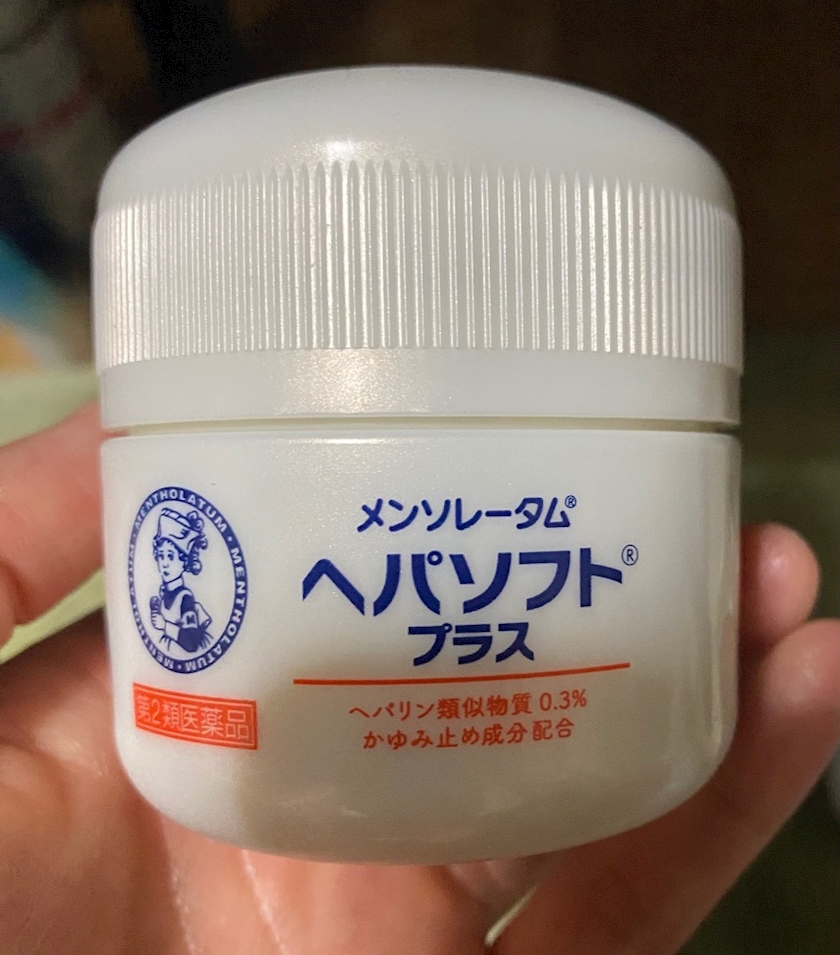 メンソレータム®
ヘパソフト®
プラス
ヘパリン類似物質 0.3%
かゆみ止め成分配合
MENTHOLATUM・MENTHOLATUM・MENTHOLATUM・
第2類医薬品